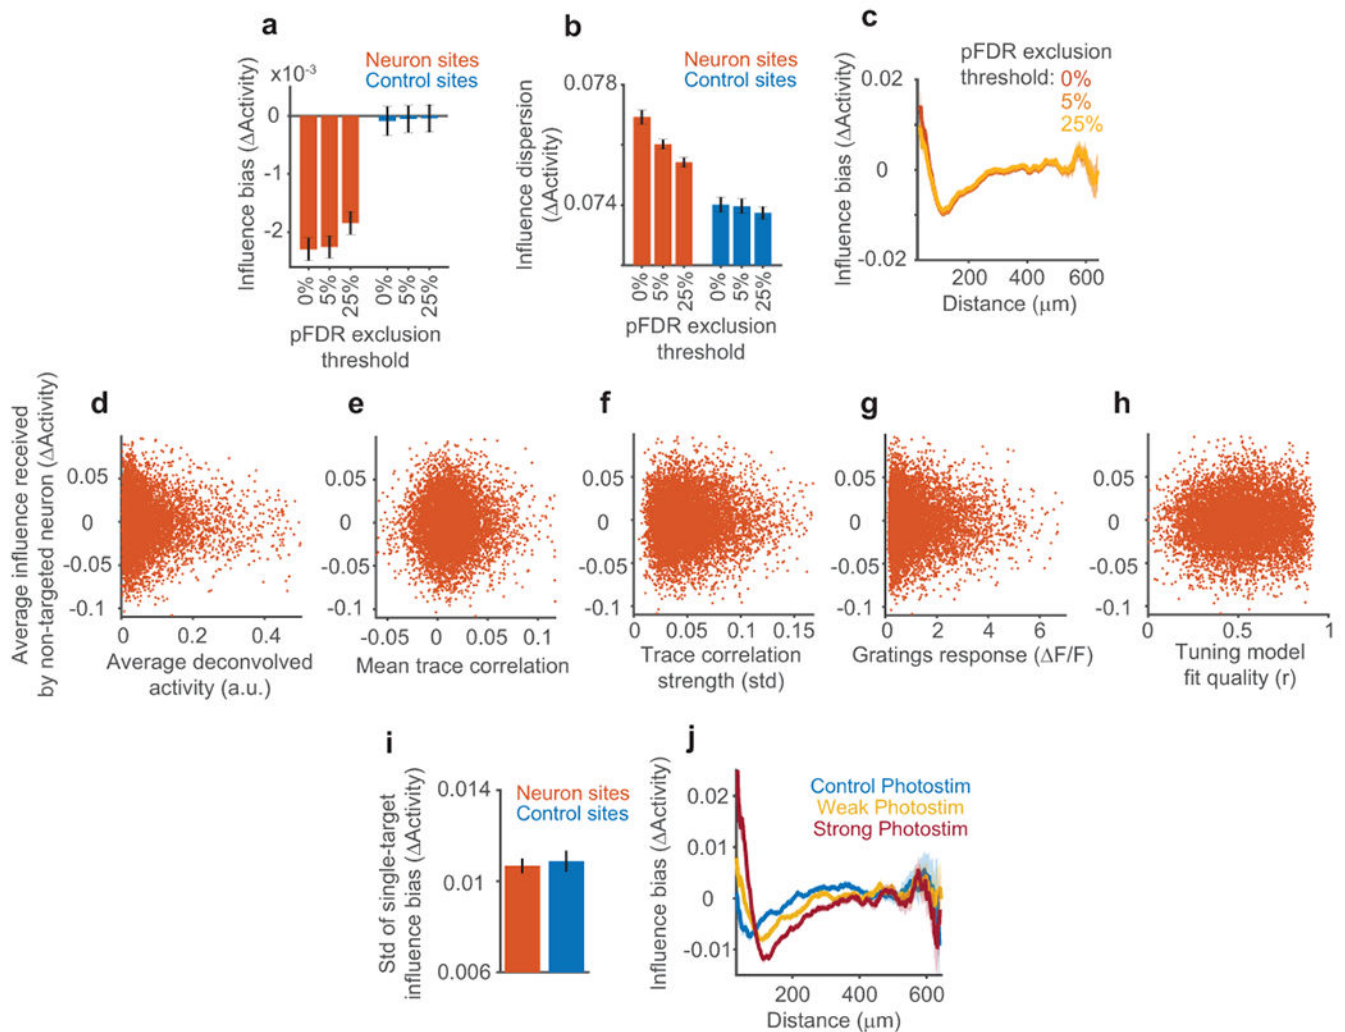 a
Influence bias (ΔActivity)
x10⁻³
0
-1
-2
Neuron sites
Control sites
0%
5%
25%
0%
5%
25%
pFDR exclusion
threshold
b
Influence dispersion
(ΔActivity)
0.078
0.074
Neuron sites
Control sites
0%
5%
25%
0%
5%
25%
pFDR exclusion
threshold
c
Influence bias (ΔActivity)
0.02
0
-0.02
pFDR exclusion
threshold: 0%
5%
25%
200
400
600
Distance (μm)
Average influence received
by non-targeted neuron (ΔActivity)
d
0.05
0
-0.05
-0.1
0
0.2
0.4
Average deconvolved
activity (a.u.)
e
0.05
0
-0.05
-0.1
-0.05
0
0.05
0.1
Mean trace correlation
f
0.05
0
-0.05
-0.1
0
0.05
0.1
0.15
Trace correlation
strength (std)
g
0.05
0
-0.05
-0.1
0
2
4
6
Gratings response (ΔF/F)
h
0.05
0
-0.05
-0.1
0
0.5
1
Tuning model
fit quality (r)
i
Std of single-target
influence bias (ΔActivity)
0.014
0.01
0.006
Neuron sites
Control sites
j
Influence bias (ΔActivity)
0.02
0.01
0
-0.01
Control Photostim
Weak Photostim
Strong Photostim
200
400
600
Distance (μm)